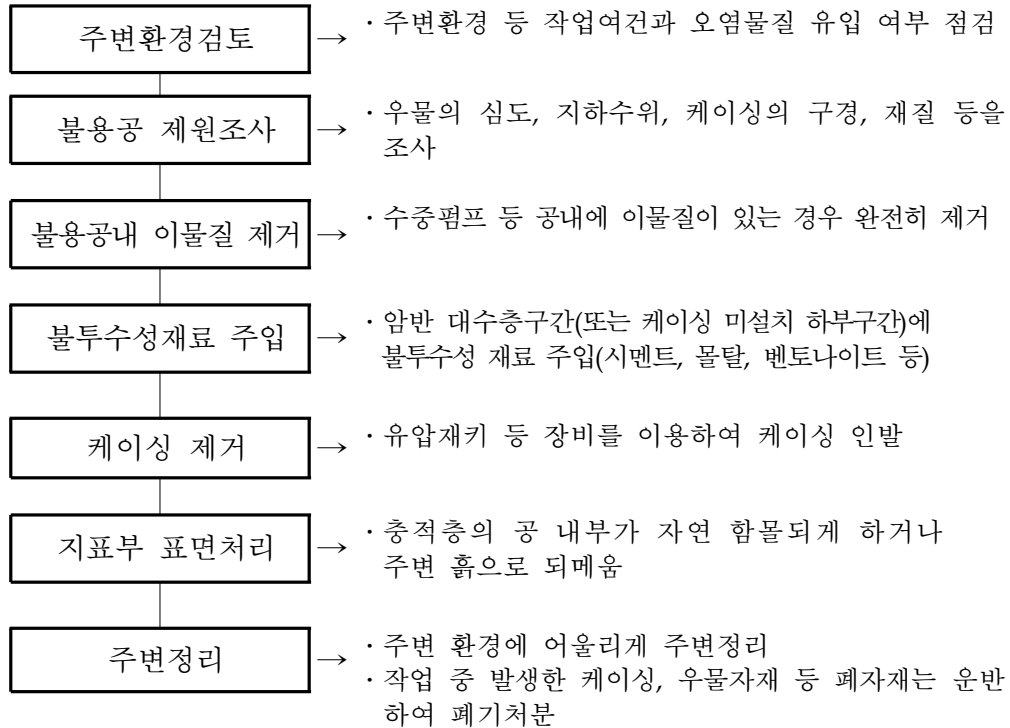 주변환경검토 → · 주변환경 등 작업여건과 오염물질 유입 여부 점검
불용공 제원조사 → · 우물의 심도, 지하수위, 케이싱의 구경, 재질 등을
조사
불용공내 이물질 제거 → · 수중펌프 등 공내에 이물질이 있는 경우 완전히 제거
불투수성재료 주입 → · 암반 대수층구간(또는 케이싱 미설치 하부구간)에
불투수성 재료 주입(시멘트, 몰탈, 벤토나이트 등)
케이싱 제거 → · 유압재키 등 장비를 이용하여 케이싱 인발
지표부 표면처리 → · 충적층의 공 내부가 자연 함몰되게 하거나
주변 흙으로 되메움
주변정리 → · 주변 환경에 어울리게 주변정리
· 작업 중 발생한 케이싱, 우물자재 등 폐자재는 운반
하여 폐기처분